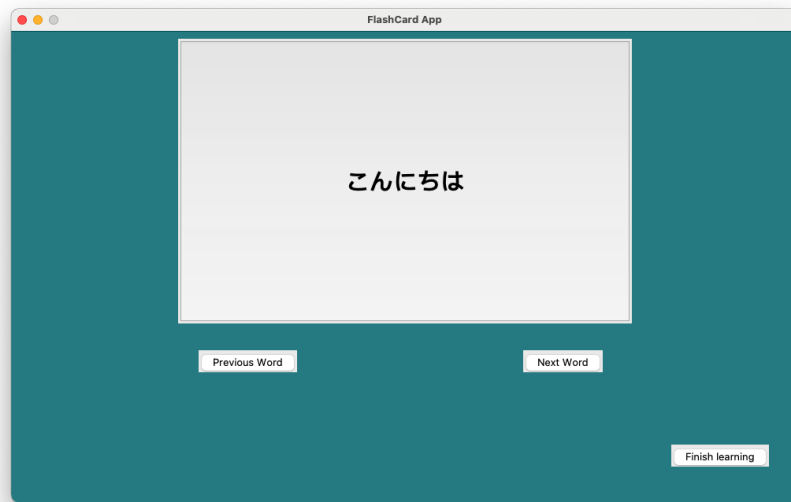 FlashCard App
こんにちは
Previous Word
Next Word
Finish learning